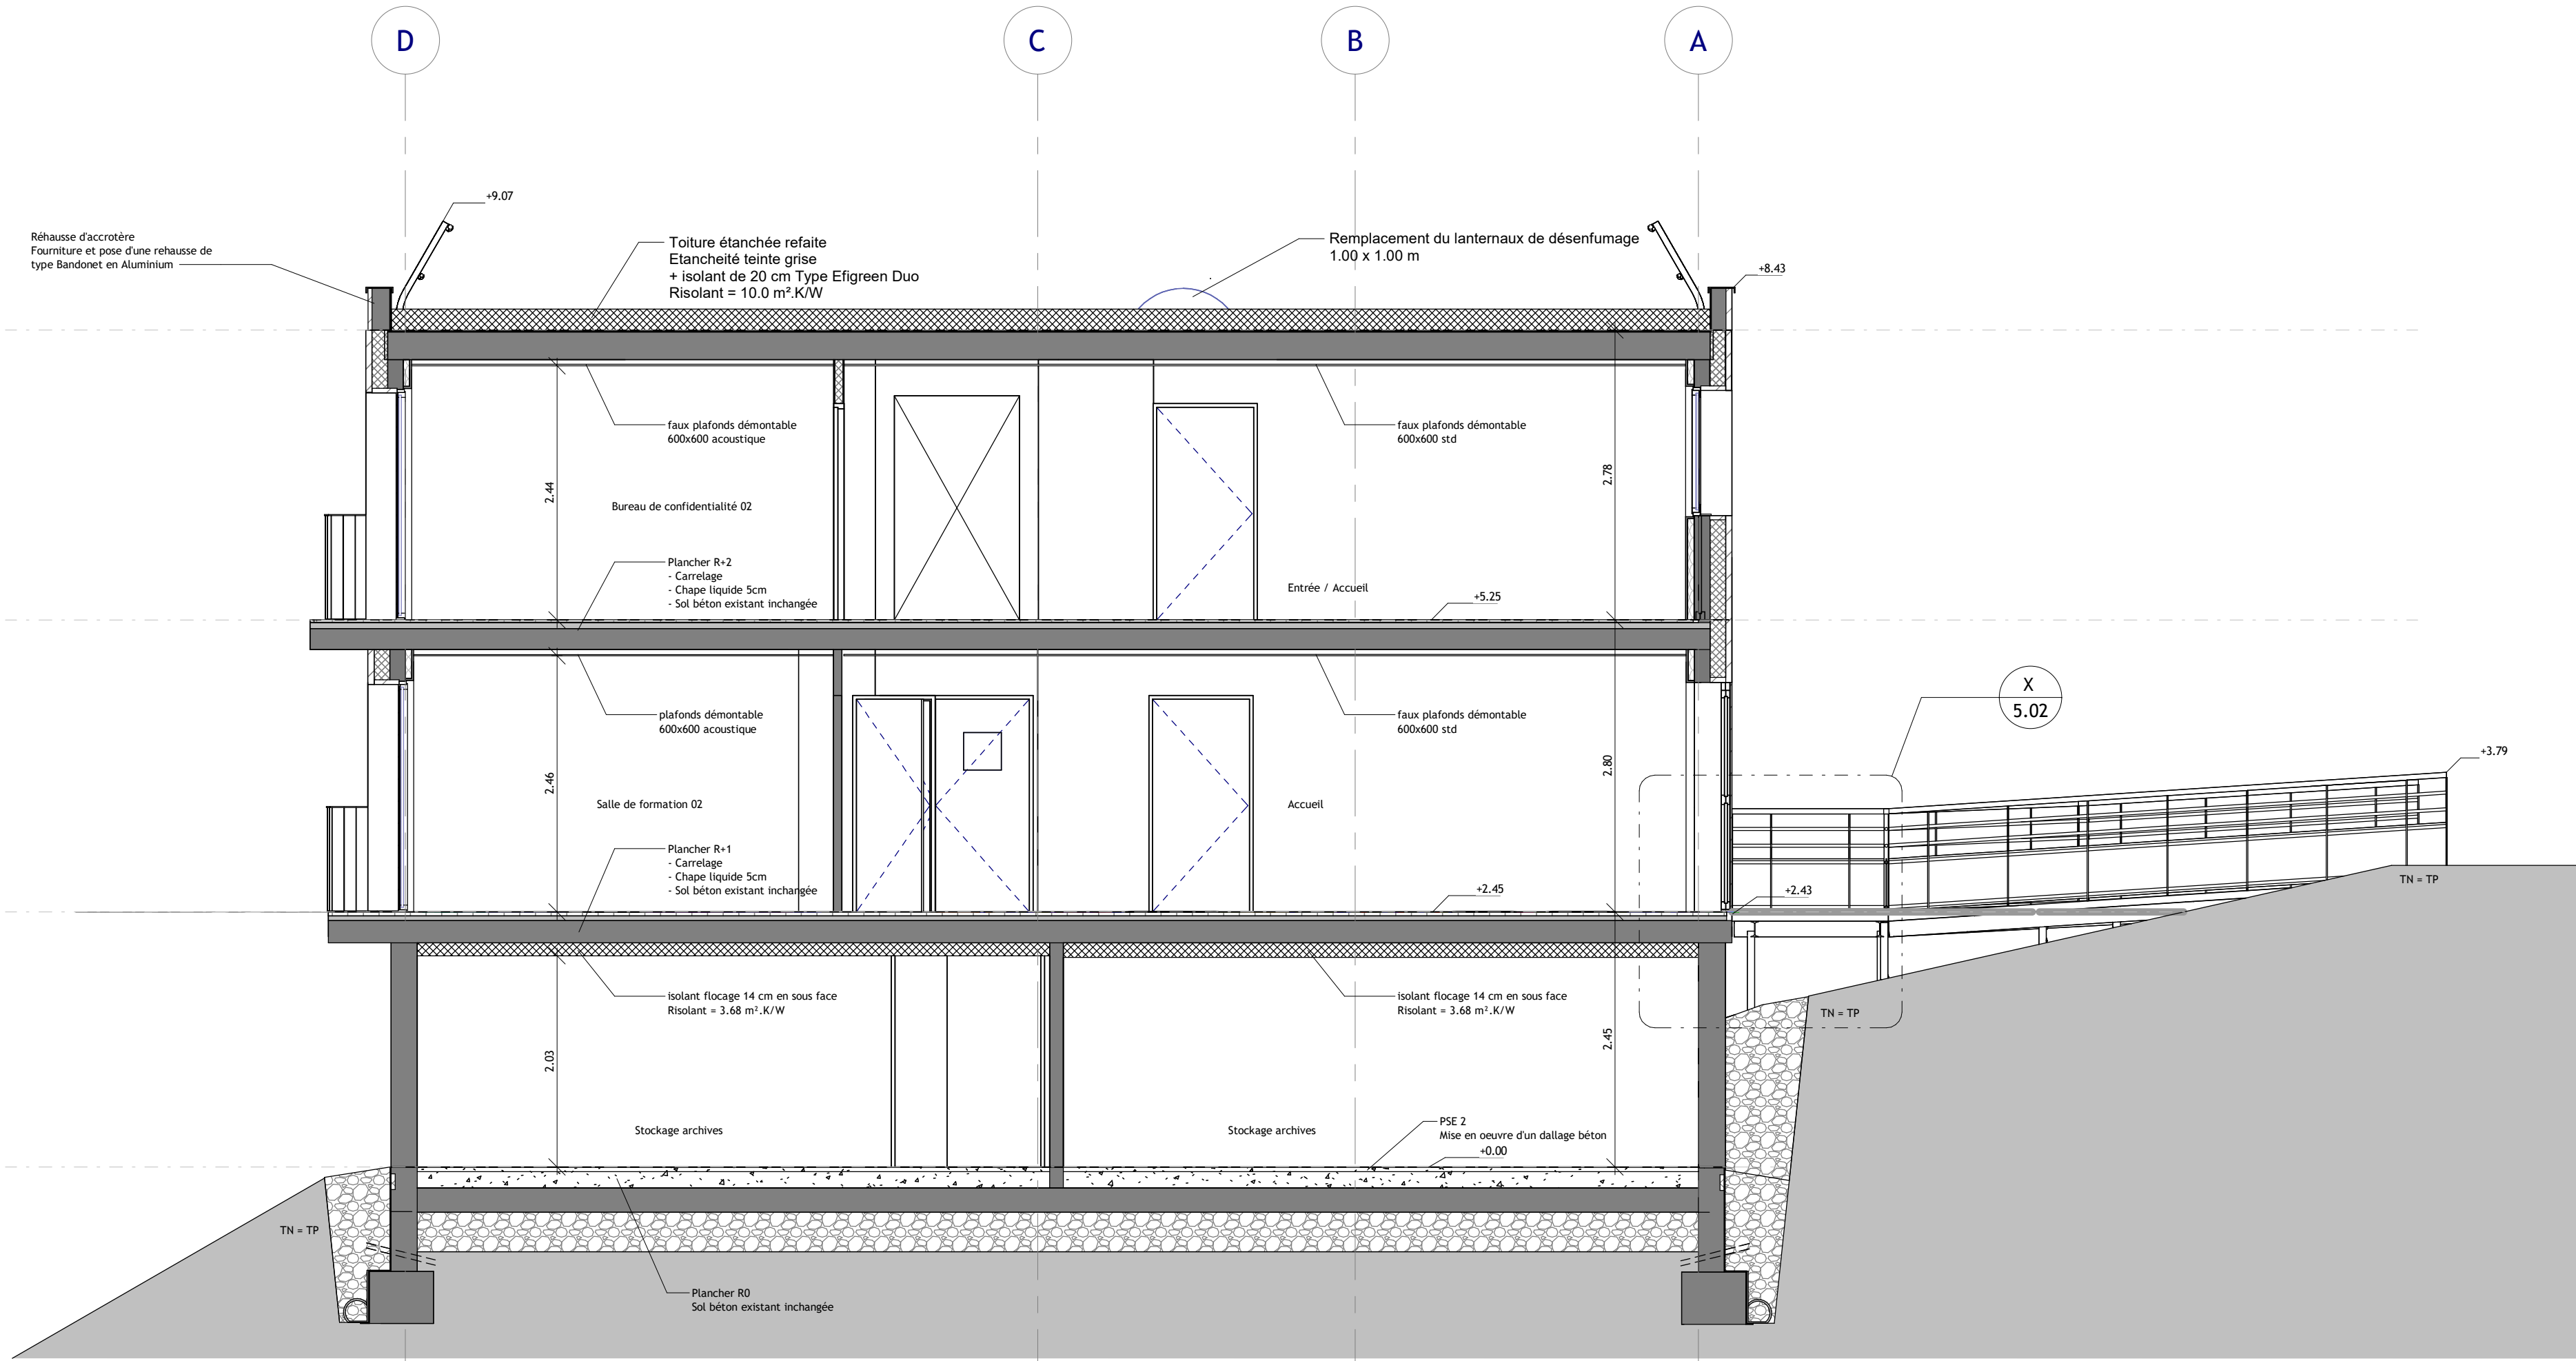 D
C
B
A
+9.07
Réhausse d'accrotère
Fourniture et pose d'une rehausse de
type Bandonet en Aluminium
Toiture étanchée refaite
Etancheité teinte grise
+ isolant de 20 cm Type Efigreen Duo
Risolant = 10.0 m².K/W
Remplacement du lanternaux de désenfumage
1.00 x 1.00 m
+8.43
faux plafonds démontable
600x600 acoustique
faux plafonds démontable
600x600 std
2.44
2.78
Bureau de confidentialité 02
Plancher R+2
- Carrelage
- Chape liquide 5cm
- Sol béton existant inchangée
Entrée / Accueil
+5.25
plafonds démontable
600x600 acoustique
faux plafonds démontable
600x600 std
X
5.02
+3.79
2.46
2.80
Salle de formation 02
Accueil
Plancher R+1
- Carrelage
- Chape liquide 5cm
- Sol béton existant inchangée
+2.45
+2.43
TN = TP
isolant flocage 14 cm en sous face
Risolant = 3.68 m².K/W
isolant flocage 14 cm en sous face
Risolant = 3.68 m².K/W
TN = TP
2.03
2.45
Stockage archives
Stockage archives
PSE 2
Mise en oeuvre d'un dallage béton
+0.00
TN = TP
Plancher R0
Sol béton existant inchangée